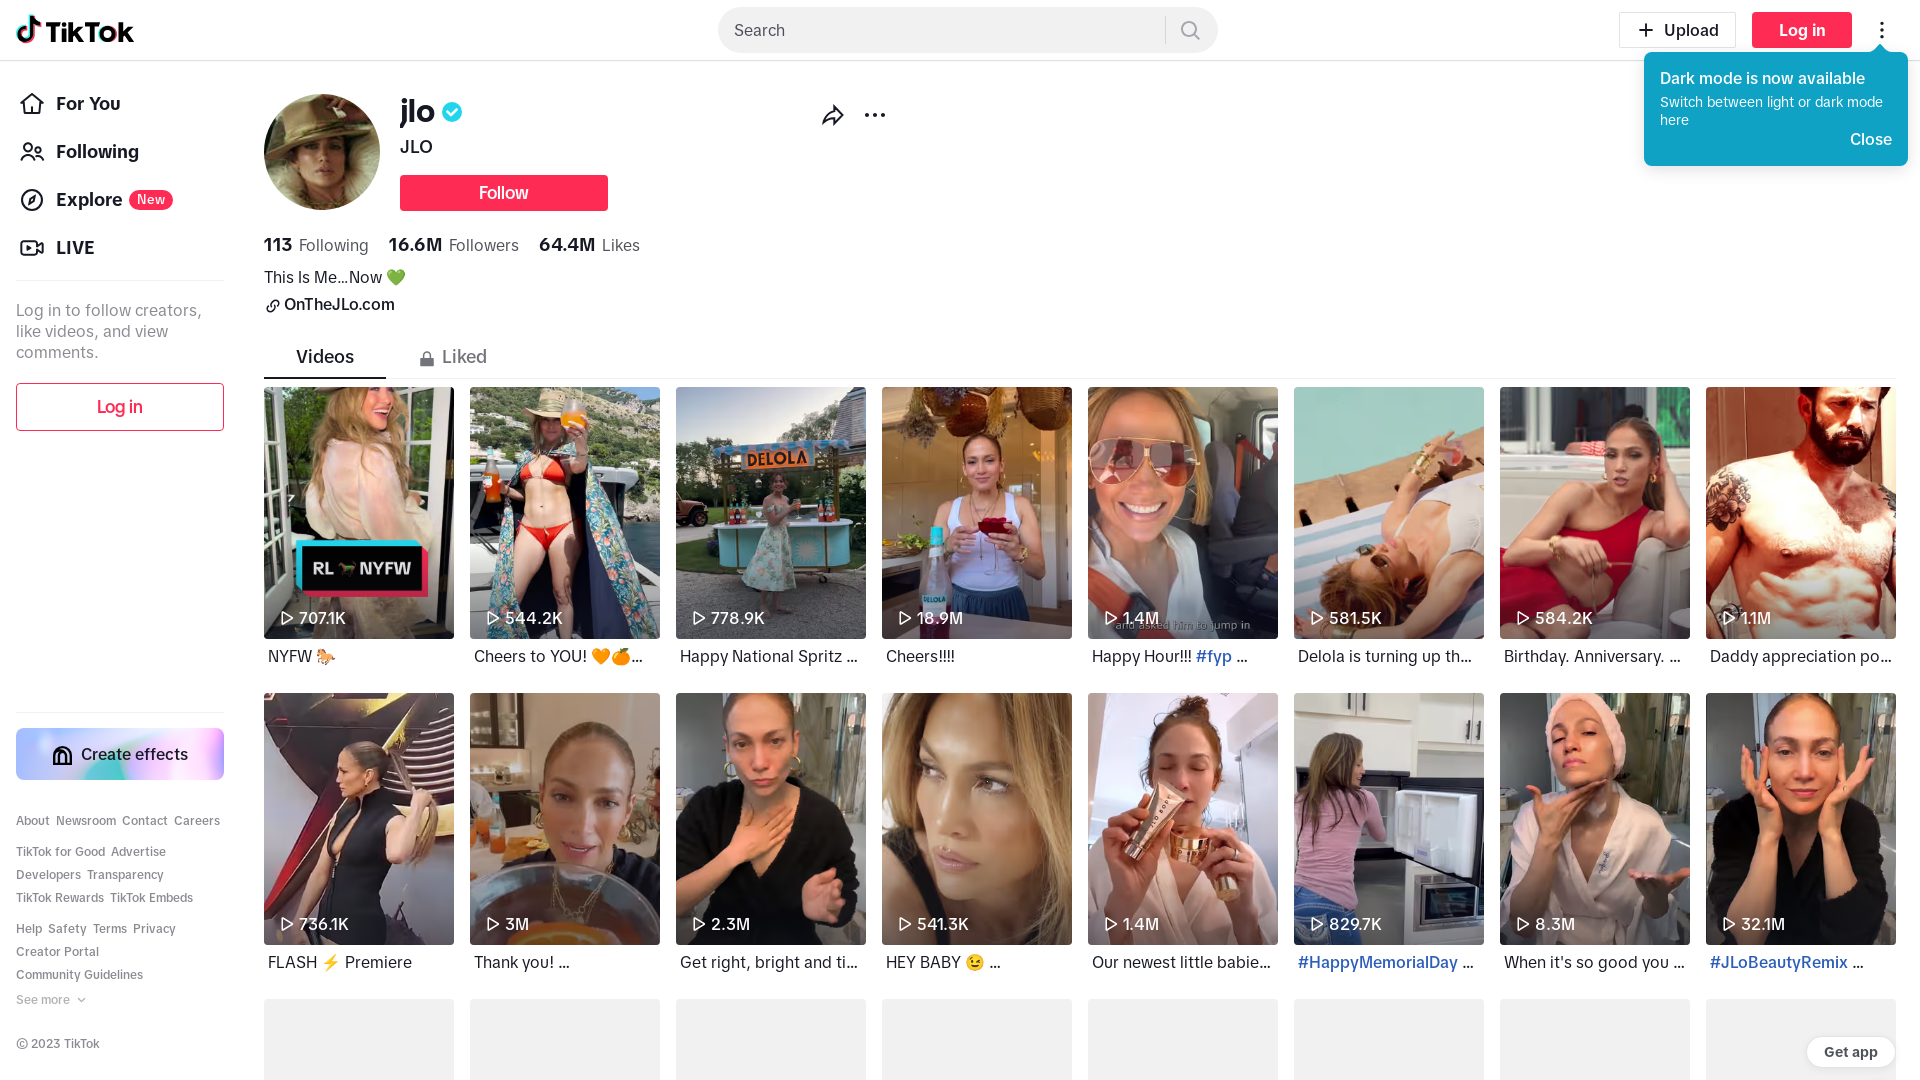 TikTok
Search
Upload
Log in
Dark mode is now available
Switch between light or dark mode
here
Close
For You
Following
Explore New
LIVE
Log in to follow creators,
like videos, and view
comments.
Log in
Create effects
About Newsroom Contact Careers
TikTok for Good Advertise
Developers Transparency
TikTok Rewards TikTok Embeds
Help Safety Terms Privacy
Creator Portal
Community Guidelines
See more
© 2023 TikTok
jlo
JLO
Follow
113 Following 16.6M Followers 64.4M Likes
This Is Me...Now 💚
OnTheJLo.com
Videos Liked
RL 🐎 NYFW
DELOLA
DELOLA
and asked him to jump in
707.1K 544.2K 778.9K 18.9M 1.4M 581.5K 584.2K 1.1M
NYFW 🐎
Cheers to YOU! 🧡🍊...
Happy National Spritz ...
Cheers!!!!
Happy Hour!!! #fyp ...
Delola is turning up th...
Birthday. Anniversary. ...
Daddy appreciation po...
736.1K 3M 2.3M 541.3K 1.4M 829.7K 8.3M 32.1M
FLASH ⚡ Premiere
Thank you! ...
Get right, bright and ti...
HEY BABY 😉 ...
Our newest little babie...
#HappyMemorialDay ...
When it's so good you ...
#JLoBeautyRemix ...
Get app